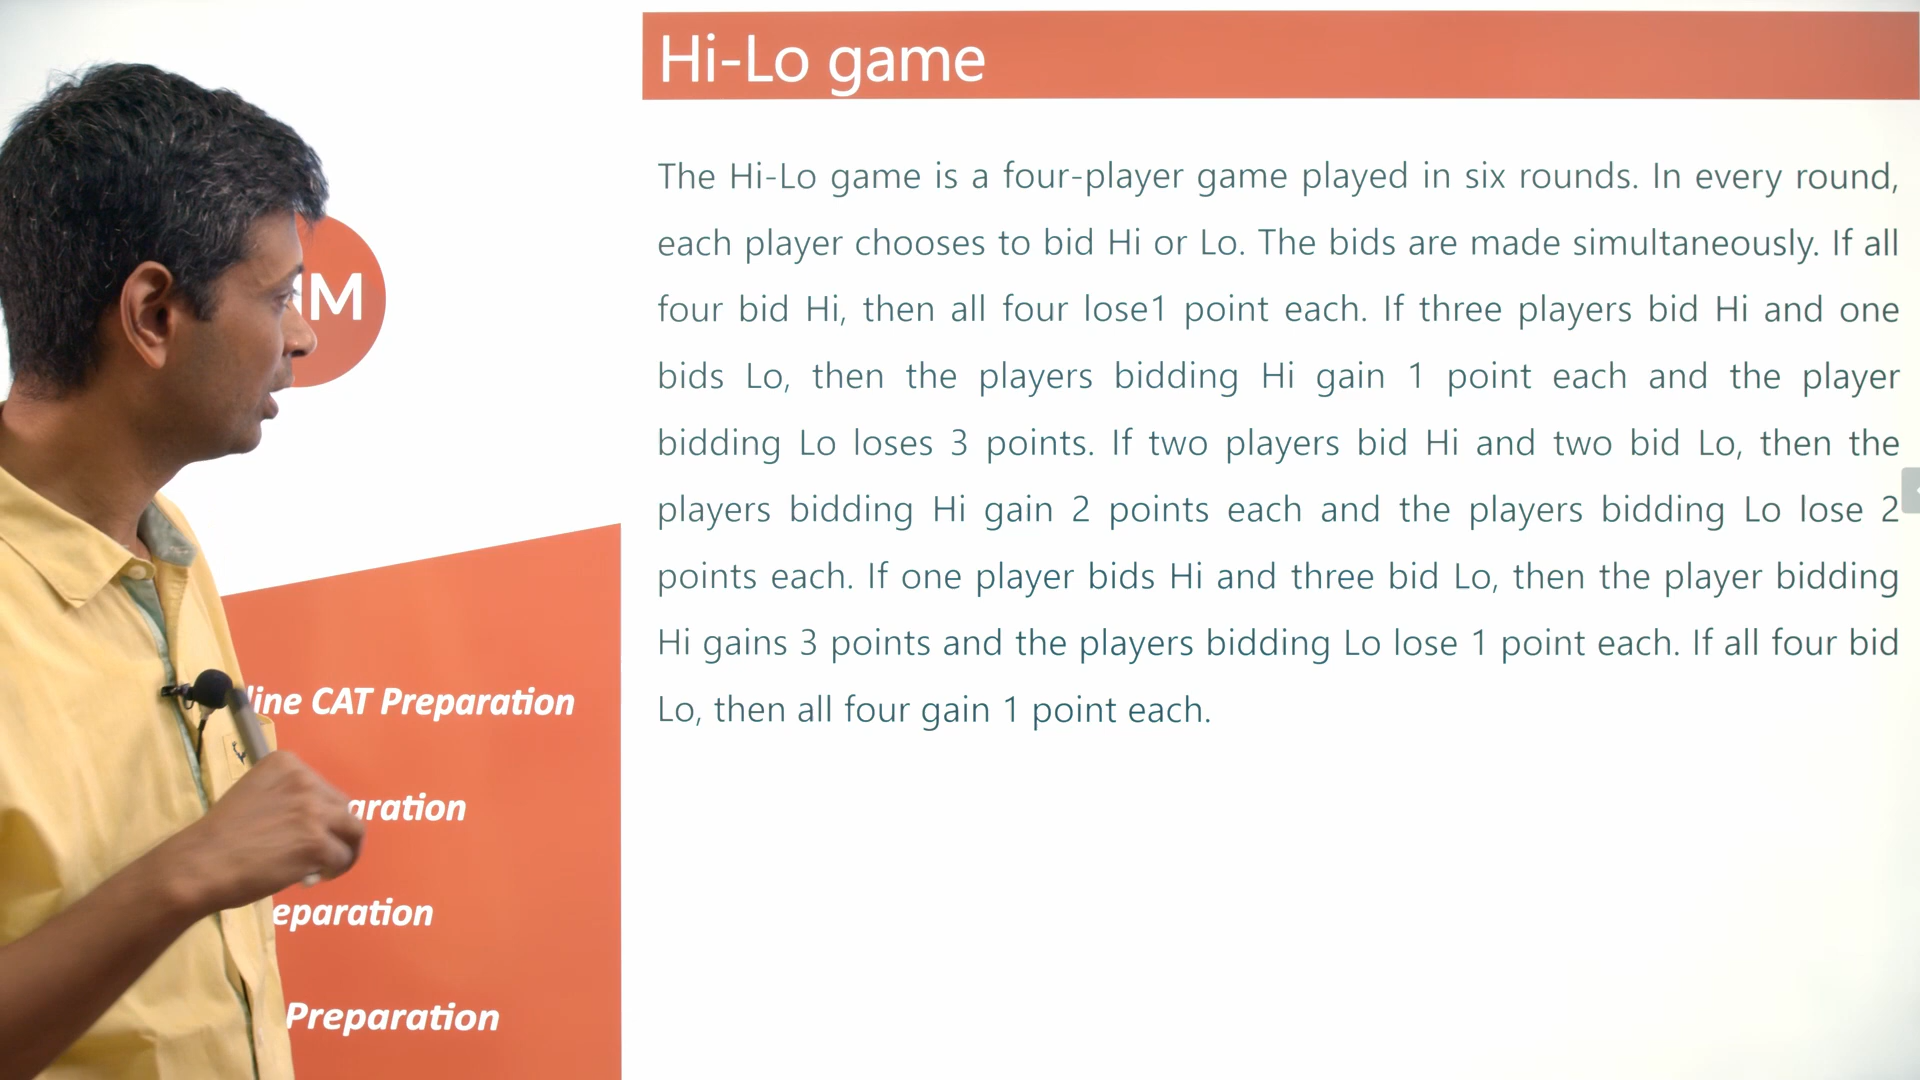 Hi-Lo game
The Hi-Lo game is a four-player game played in six rounds. In every round,
each player chooses to bid Hi or Lo. The bids are made simultaneously. If all
four bid Hi, then all four lose1 point each. If three players bid Hi and one
bids Lo, then the players bidding Hi gain 1 point each and the player
bidding Lo loses 3 points. If two players bid Hi and two bid Lo, then the
players bidding Hi gain 2 points each and the players bidding Lo lose 2
points each. If one player bids Hi and three bid Lo, then the player bidding
Hi gains 3 points and the players bidding Lo lose 1 point each. If all four bid
Lo, then all four gain 1 point each.
IM
line CAT Preparation
aration
eparation
Preparation